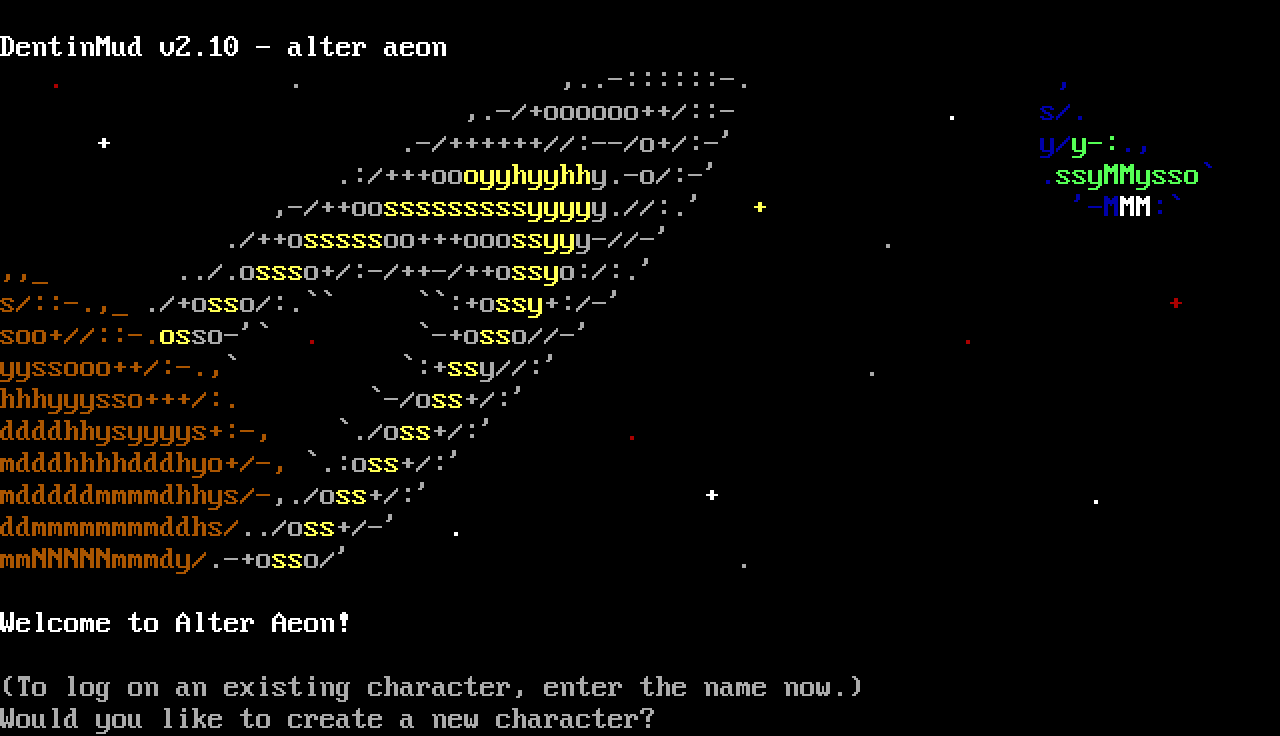 DentinMud v2.10 - alter aeon
Welcome to Alter Aeon!
(To log on an existing character, enter the name now.)
Would you like to create a new character?